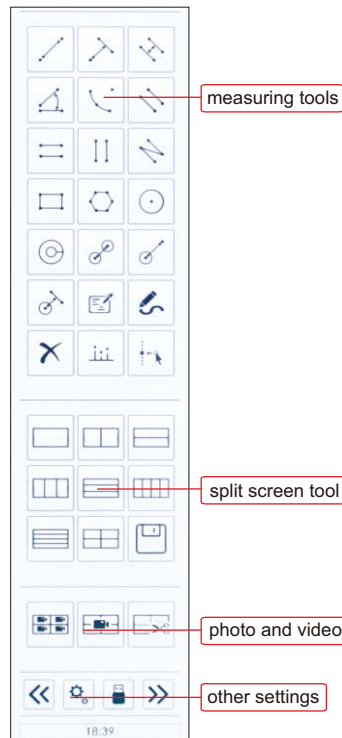 measuring tools
split screen tool
photo and video
other settings
18:39